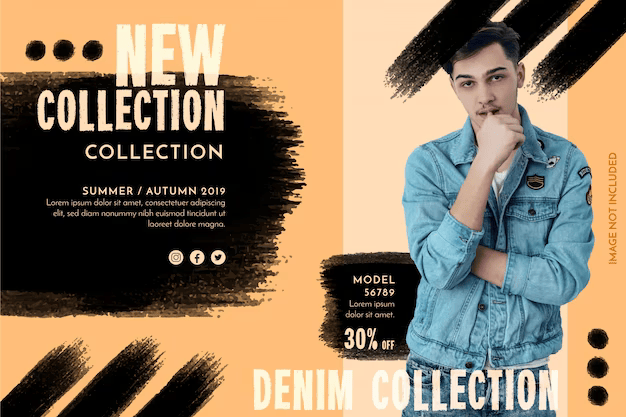 NEW
COLLECTION
COLLECTION
SUMMER / AUTUMN 2019
Lorem ipsum dolor sit amet, consectetuer adipiscing
elit, sed diam nonummy nibh euismod tincidunt
ut laoreet dolore magna.
MODEL
56789
Lorem ipsum
dolor sit amet.
30% OFF
DENIM COLLECTION
IMAGE NOT INCLUDED